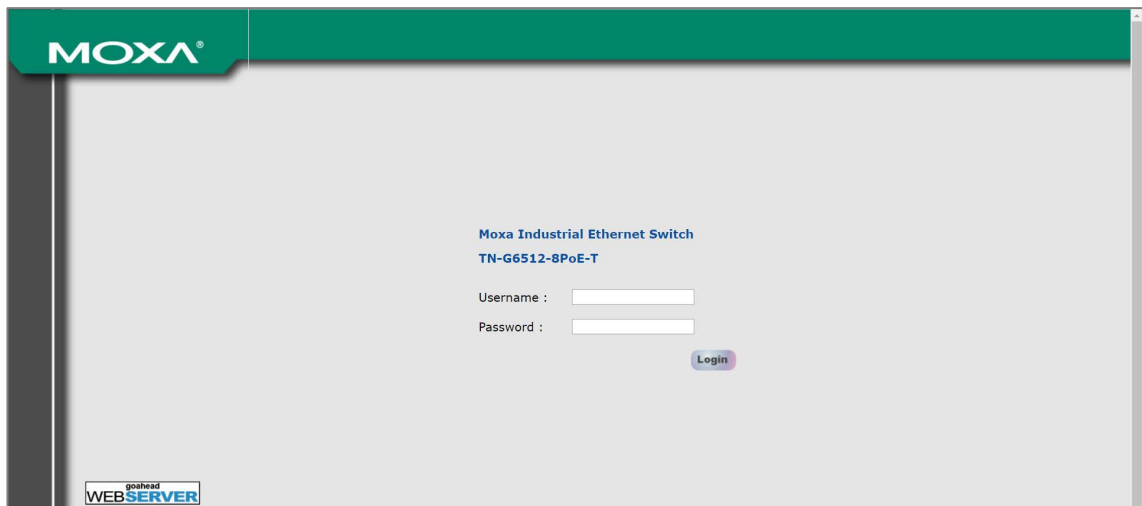 MOXA®
Moxa Industrial Ethernet Switch
TN-G6512-8PoE-T
Username :
Password :
Login
goahead
WEBSERVER